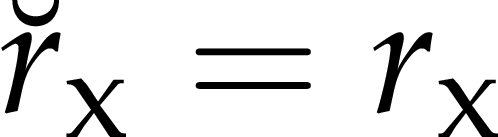 r̆ₓ = rₓ